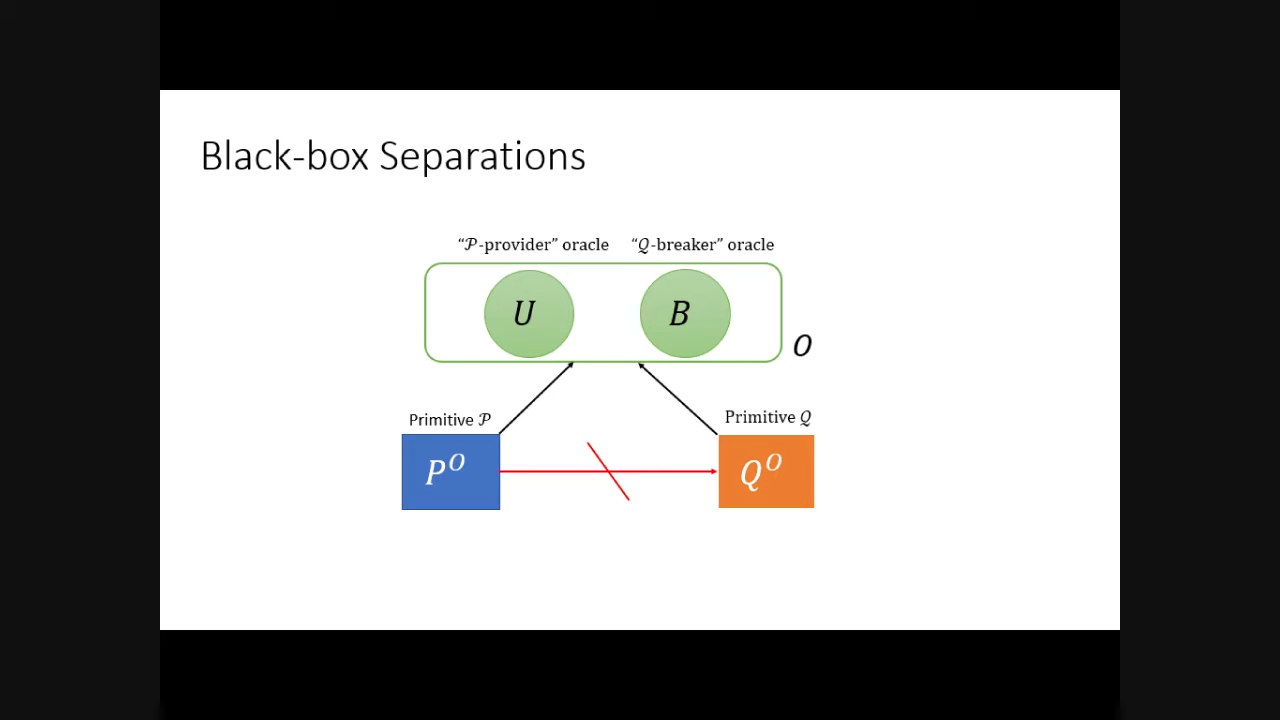 Black-box Separations
“𝒫-provider” oracle “𝒬-breaker” oracle
U B
O
Primitive 𝒫 Primitive 𝒬
P^O Q^O